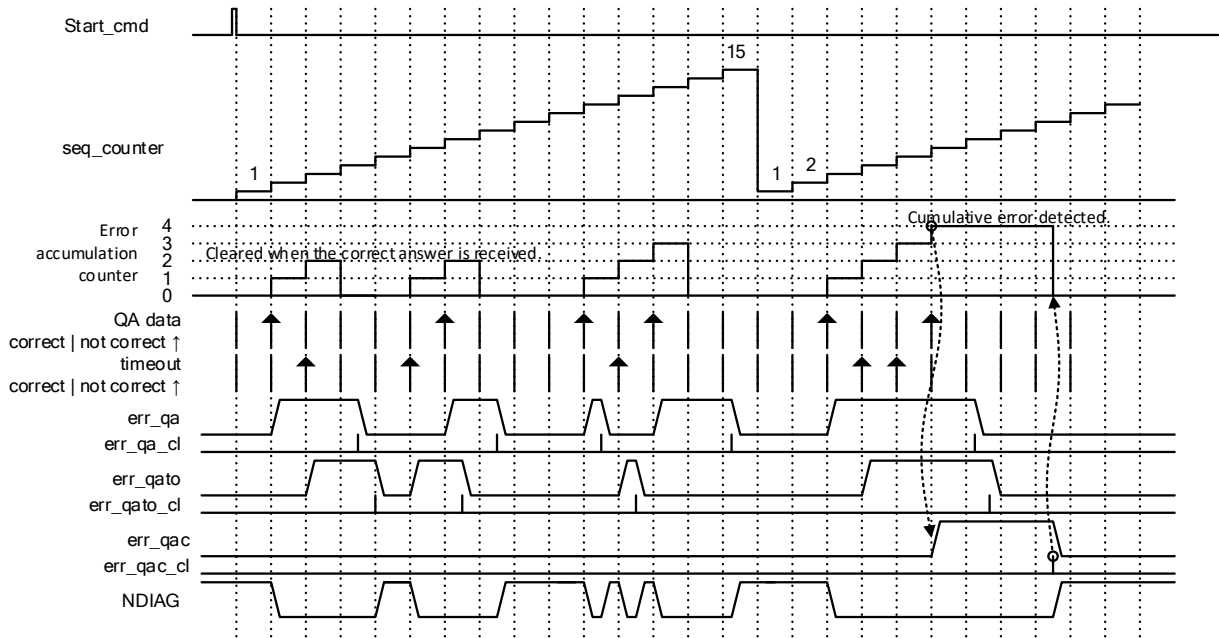 Start_cmd
15
seq_counter
1
1
2
Cumulative error detected.
Error
accumulation
counter
4
3
2
1
0
Cleared when the correct answer is received.
QA data
correct | not correct ↑
timeout
correct | not correct ↑
err_qa
err_qa_cl
err_qato
err_qato_cl
err_qac
err_qac_cl
NDIAG